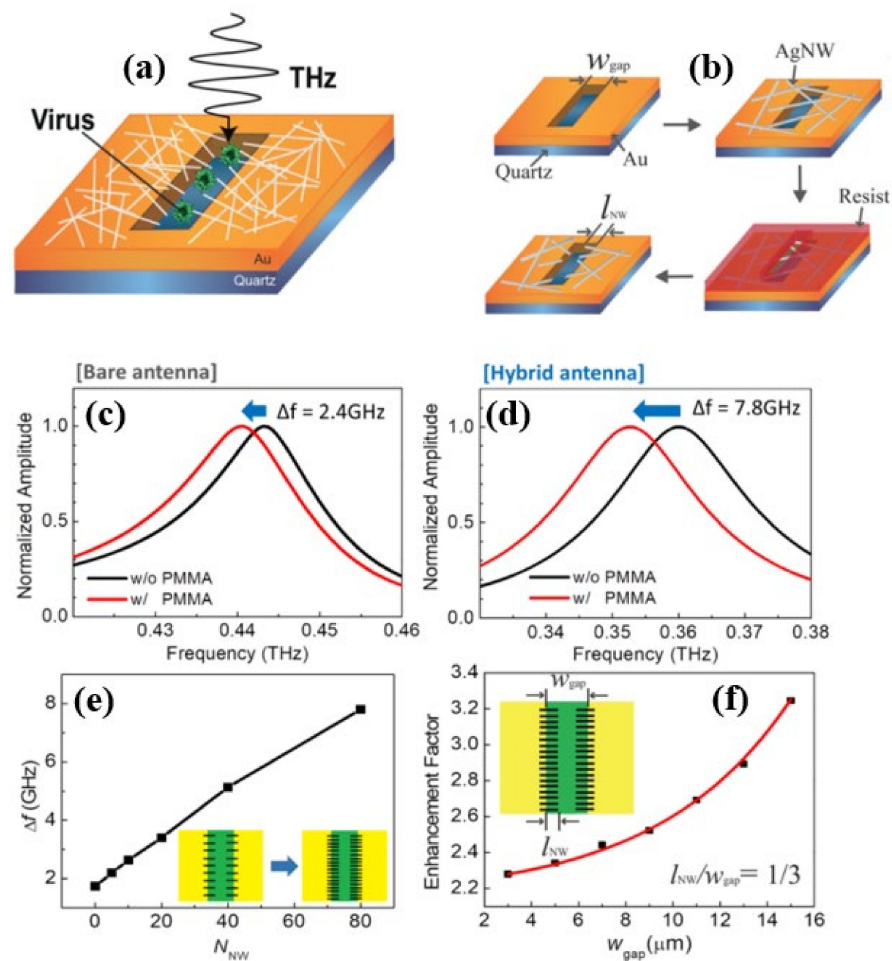 (a)
THz
Virus
Au
Quartz
(b)
w_gap
AgNW
Quartz
Au
Resist
l_NW
[Bare antenna]
(c)
Δf = 2.4GHz
Normalized Amplitude
1.0
0.5
0.0
w/o PMMA
w/ PMMA
0.43 0.44 0.45 0.46
Frequency (THz)
[Hybrid antenna]
(d)
Δf = 7.8GHz
Normalized Amplitude
1.0
0.5
0.0
w/o PMMA
w/ PMMA
0.34 0.35 0.36 0.37 0.38
Frequency (THz)
(e)
Δf (GHz)
8
6
4
2
0 20 40 60 80
N_NW
(f)
w_gap
Enhancement Factor
3.4
3.2
3.0
2.8
2.6
2.4
2.2
l_NW
l_NW/w_gap = 1/3
2 4 6 8 10 12 14 16
w_gap(μm)